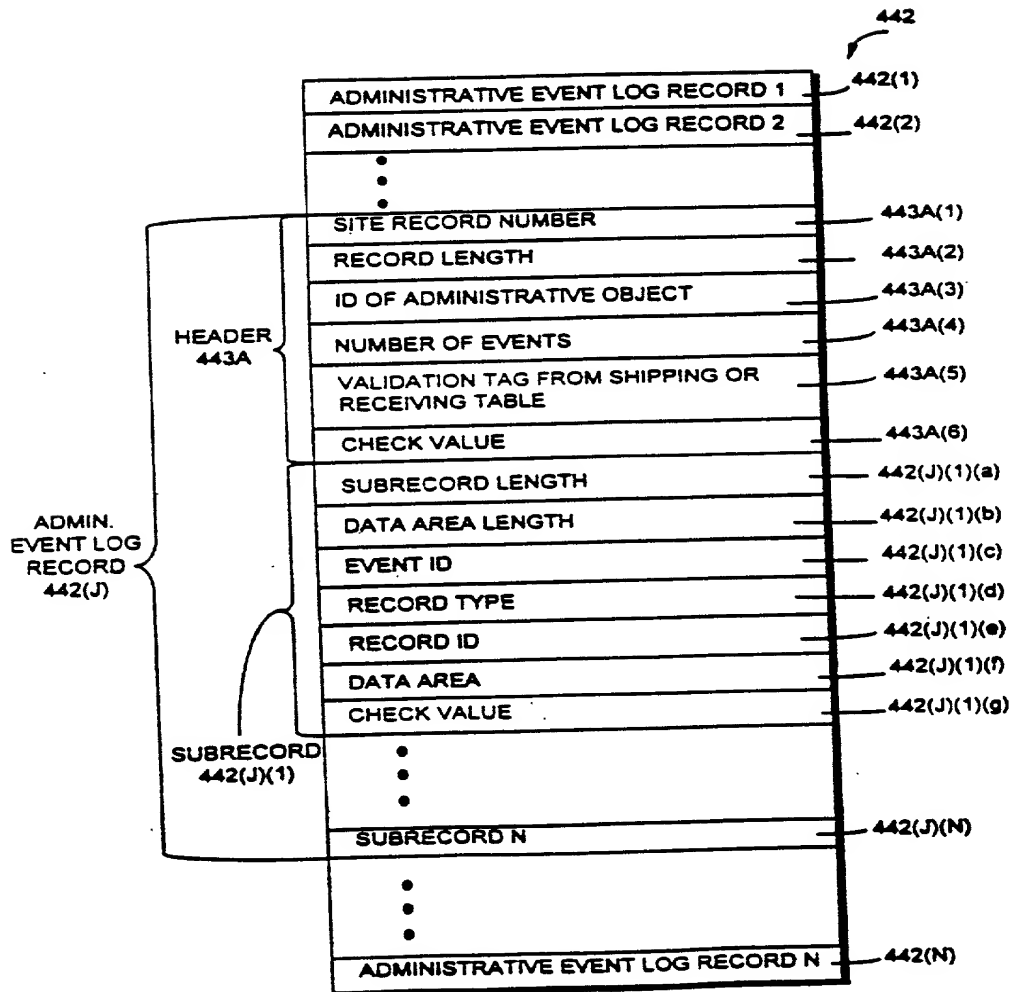 442
ADMINISTRATIVE EVENT LOG RECORD 1 442(1)
ADMINISTRATIVE EVENT LOG RECORD 2 442(2)
SITE RECORD NUMBER 443A(1)
RECORD LENGTH 443A(2)
ID OF ADMINISTRATIVE OBJECT 443A(3)
HEADER
443A
NUMBER OF EVENTS 443A(4)
VALIDATION TAG FROM SHIPPING OR
RECEIVING TABLE 443A(5)
CHECK VALUE 443A(6)
SUBRECORD LENGTH 442(J)(1)(a)
DATA AREA LENGTH 442(J)(1)(b)
ADMIN.
EVENT LOG
RECORD
442(J)
EVENT ID 442(J)(1)(c)
RECORD TYPE 442(J)(1)(d)
RECORD ID 442(J)(1)(e)
DATA AREA 442(J)(1)(f)
CHECK VALUE 442(J)(1)(g)
SUBRECORD
442(J)(1)
SUBRECORD N 442(J)(N)
ADMINISTRATIVE EVENT LOG RECORD N 442(N)